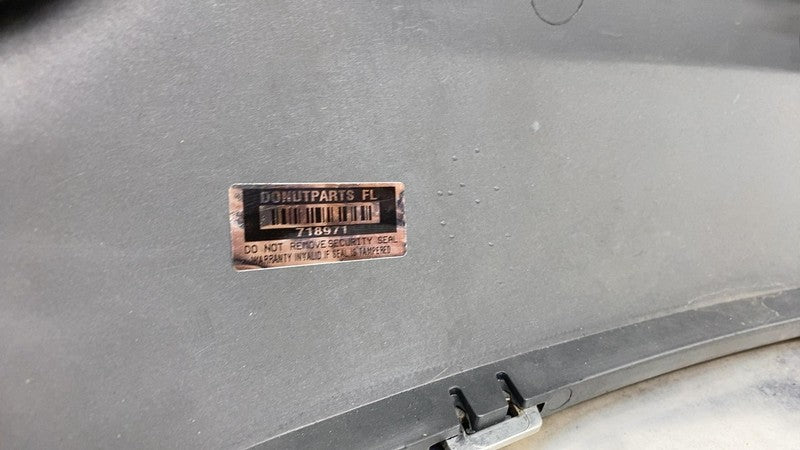 DONUTPARTS FL
718971
DO NOT REMOVE SECURITY SEAL
WARRANTY INVALID IF SEAL IS TAMPERED